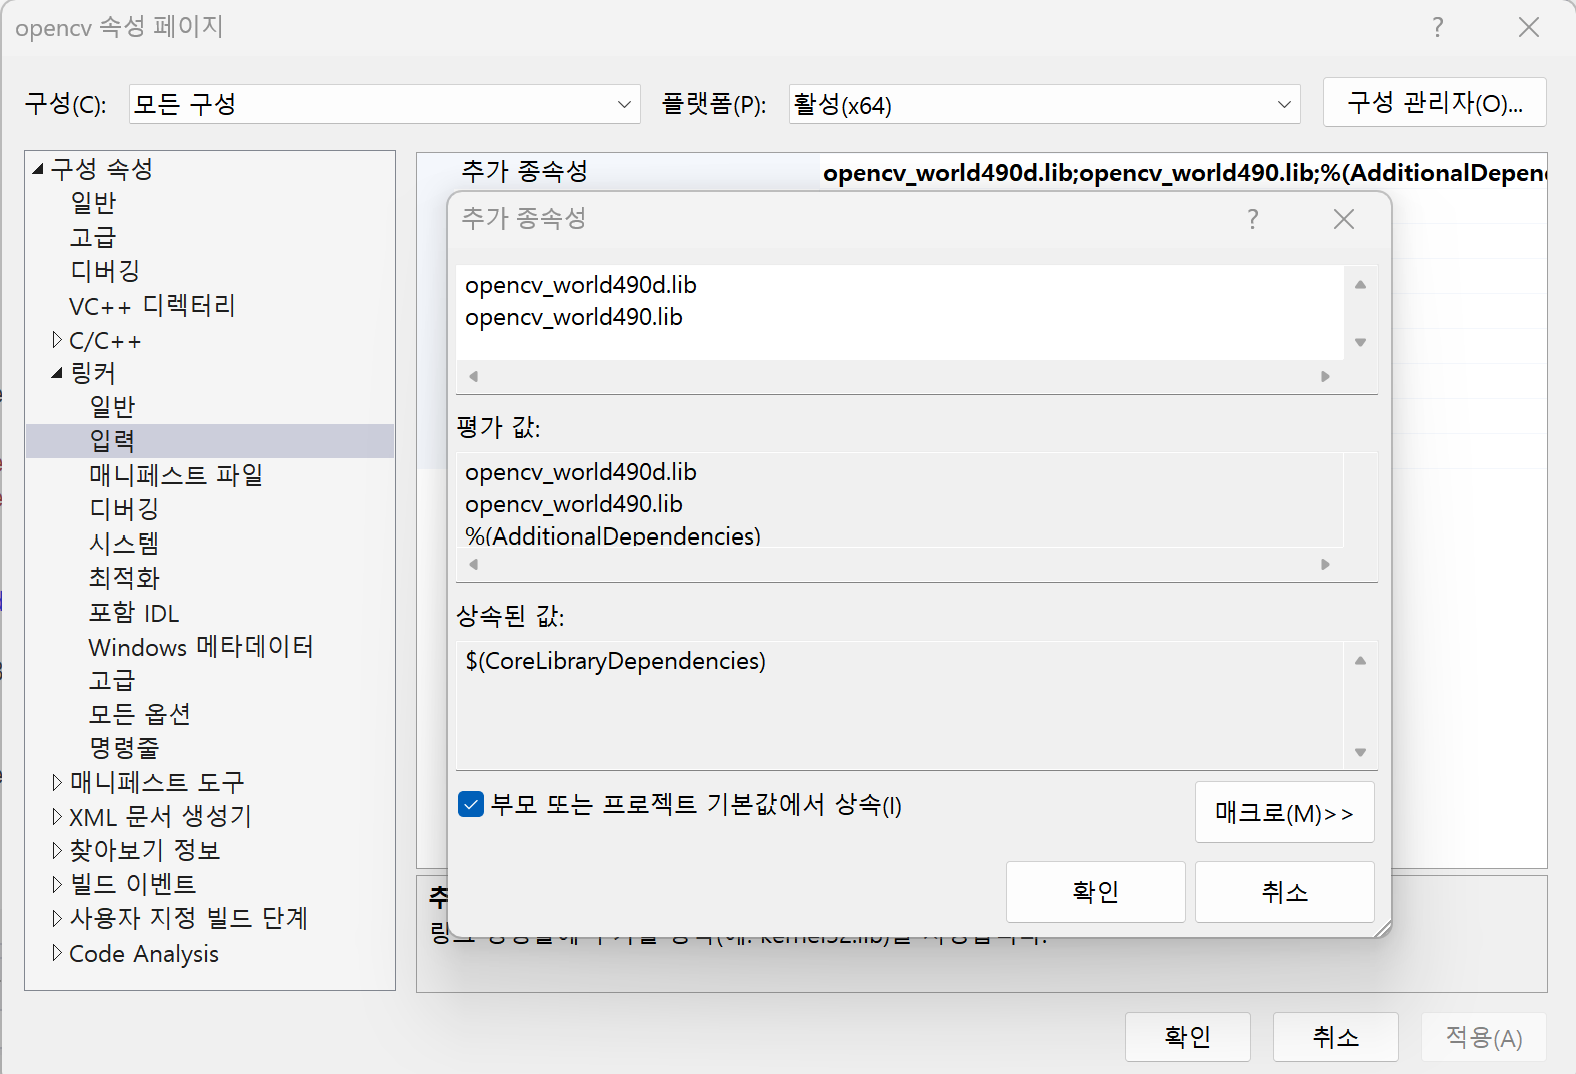 opencv 속성 페이지
?
구성(C):
모든 구성
플랫폼(P):
활성(x64)
구성 관리자(O)...
구성 속성
일반
고급
디버깅
VC++ 디렉터리
C/C++
링커
일반
입력
매니페스트 파일
디버깅
시스템
최적화
포함 IDL
Windows 메타데이터
고급
모든 옵션
명령줄
매니페스트 도구
XML 문서 생성기
찾아보기 정보
빌드 이벤트
사용자 지정 빌드 단계
Code Analysis
추가 종속성
opencv_world490d.lib;opencv_world490.lib;%(AdditionalDepen
추가 종속성
?
opencv_world490d.lib
opencv_world490.lib
평가 값:
opencv_world490d.lib
opencv_world490.lib
%(AdditionalDependencies)
상속된 값:
$(CoreLibraryDependencies)
부모 또는 프로젝트 기본값에서 상속(I)
매크로(M)>>
확인
취소
확인
취소
적용(A)